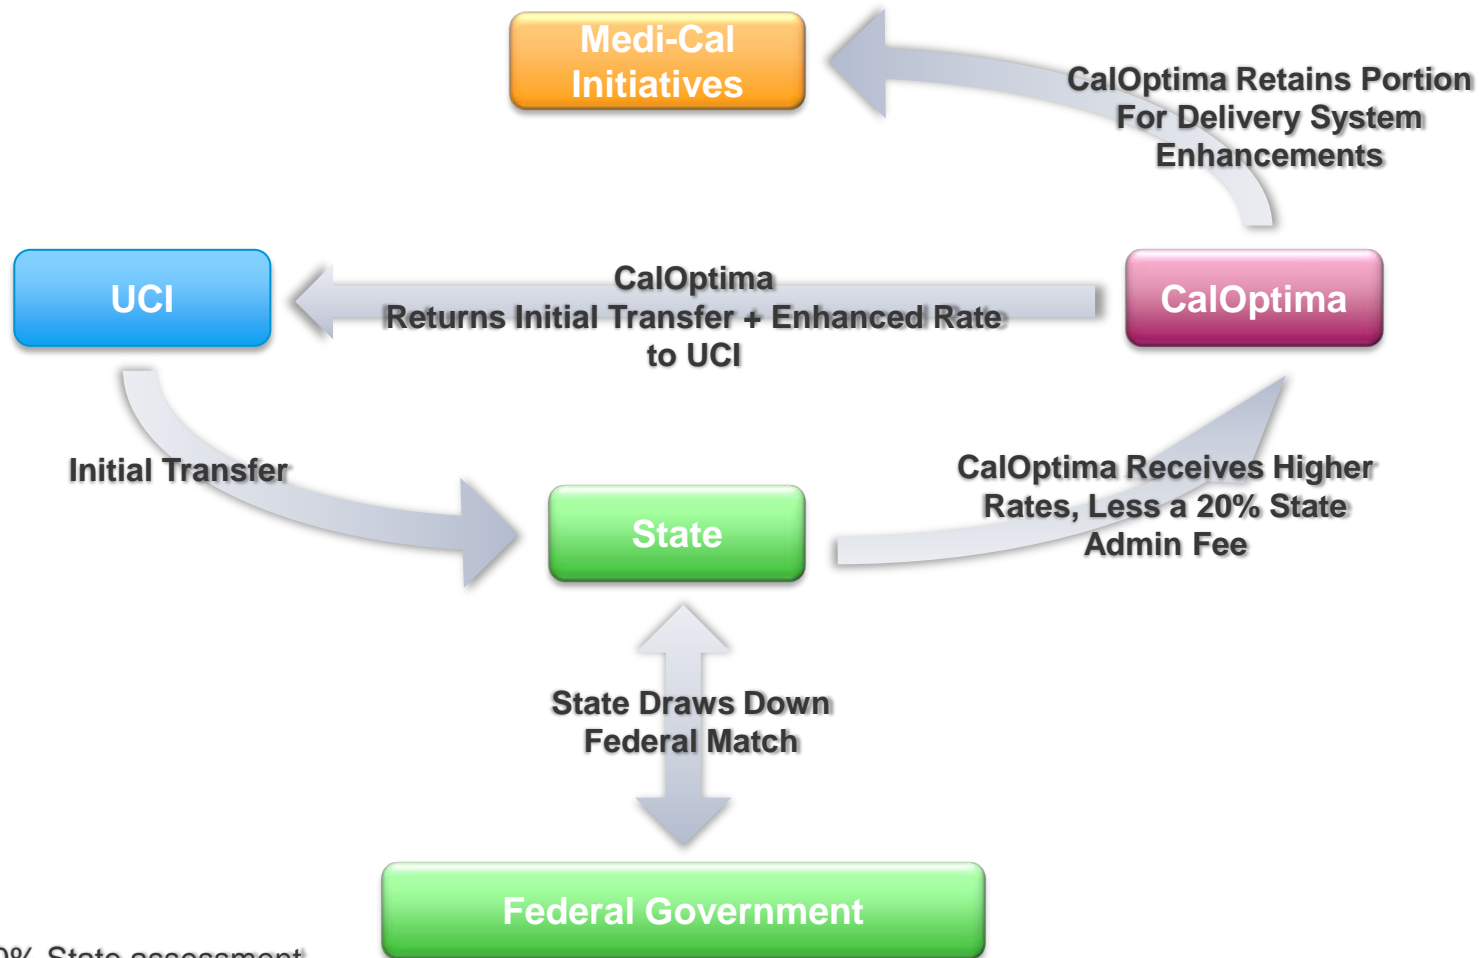 Medi-Cal
Initiatives
CalOptima Retains Portion
For Delivery System
Enhancements
UCI
CalOptima
Returns Initial Transfer + Enhanced Rate
to UCI
CalOptima
Initial Transfer
State
CalOptima Receives Higher
Rates, Less a 20% State
Admin Fee
State Draws Down
Federal Match
Federal Government
State assessment